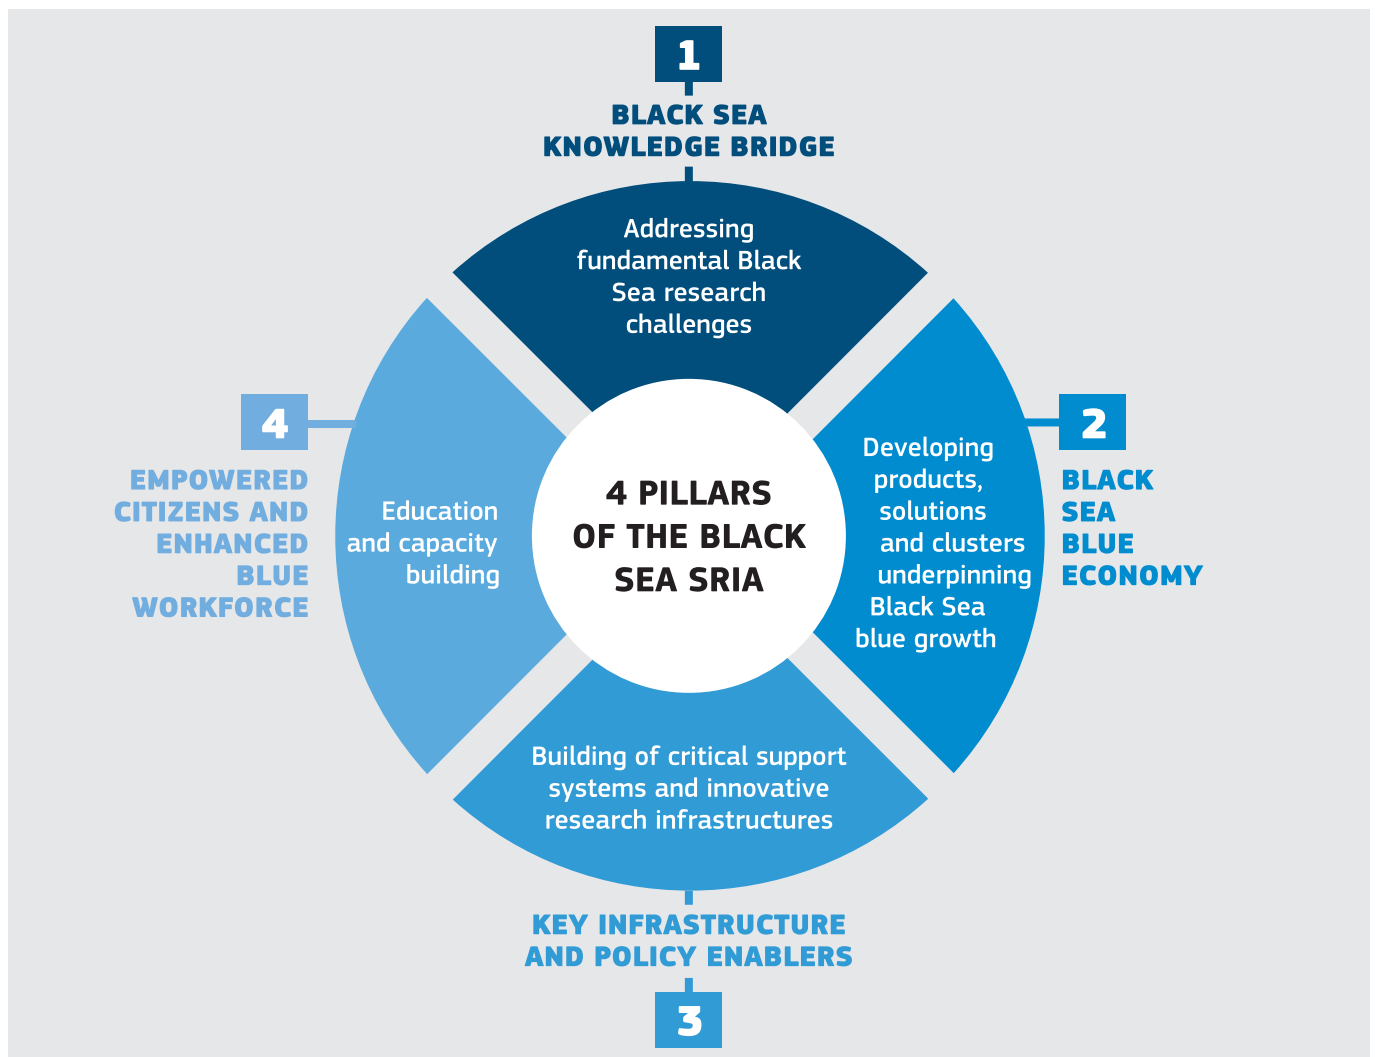 1
BLACK SEA
KNOWLEDGE BRIDGE
Addressing
fundamental Black
Sea research
challenges
2
BLACK
SEA
BLUE
ECONOMY
Developing
products,
solutions
and clusters
underpinning
Black Sea
blue growth
4 PILLARS
OF THE BLACK
SEA SRIA
4
EMPOWERED
CITIZENS AND
ENHANCED
BLUE
WORKFORCE
Education
and capacity
building
Building of critical support
systems and innovative
research infrastructures
KEY INFRASTRUCTURE
AND POLICY ENABLERS
3